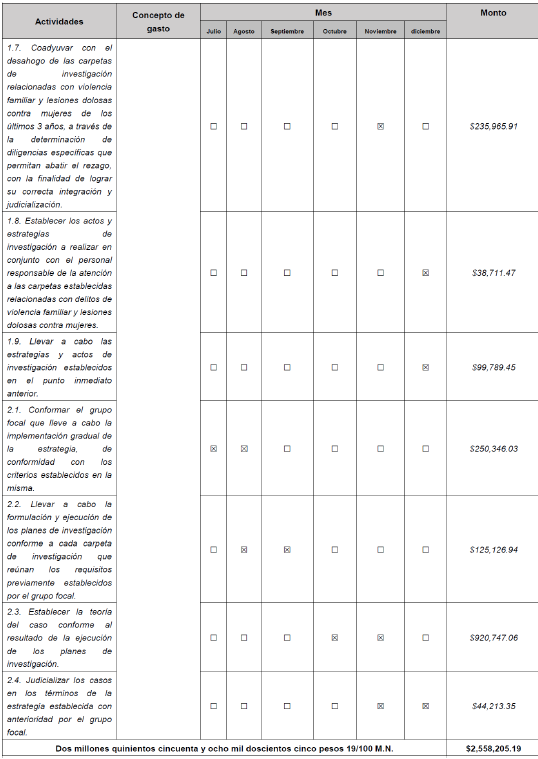 Actividades
Concepto de
gasto
Mes
Monto
Julio Agosto Septiembre Octubre Noviembre diciembre
1.7. Coadyuvar con el
desahogo de las carpetas
de investigación
relacionadas con violencia
familiar y lesiones dolosas
contra mujeres de los
últimos 3 años, a través de
la determinación de
diligencias específicas que
permitan abatir el rezago,
con la finalidad de lograr
su correcta integración y
judicialización.
☐ ☐ ☐ ☐ ☒ ☐ $235,965.91
1.8. Establecer los actos y
estrategias de
investigación a realizar en
conjunto con el personal
responsable de la atención
a las carpetas establecidas
relacionadas con delitos de
violencia familiar y lesiones
dolosas contra mujeres.
☐ ☐ ☐ ☐ ☐ ☒ $38,711.47
1.9. Llevar a cabo las
estrategias y actos de
investigación establecidos
en el punto inmediato
anterior.
☐ ☐ ☐ ☐ ☐ ☒ $99,789.45
2.1. Conformar el grupo
focal que lleve a cabo la
implementación gradual de
la estrategia, de
conformidad con los
criterios establecidos en la
misma.
☒ ☒ ☐ ☐ ☐ ☐ $250,346.03
2.2. Llevar a cabo la
formulación y ejecución de
los planes de investigación
conforme a cada carpeta
de investigación que
reúnan los requisitos
previamente establecidos
por el grupo focal.
☐ ☒ ☒ ☐ ☐ ☐ $125,126.94
2.3. Establecer la teoría
del caso conforme al
resultado de la ejecución
de los planes de
investigación.
☐ ☐ ☐ ☒ ☒ ☐ $920,747.06
2.4. Judicializar los casos
en los términos de la
estrategia establecida con
anterioridad por el grupo
focal.
☐ ☐ ☐ ☐ ☒ ☒ $44,213.35
Dos millones quinientos cincuenta y ocho mil doscientos cinco pesos 19/100 M.N. $2,558,205.19